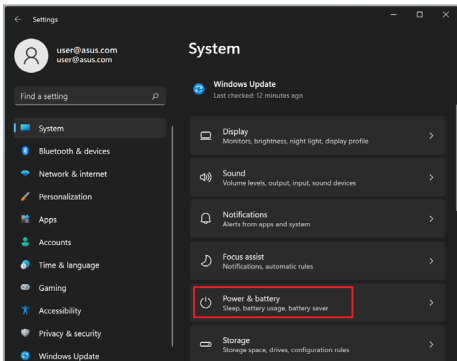 Settings
user@asus.com
user@asus.com
Find a setting
System
Bluetooth & devices
Network & internet
Personalization
Apps
Accounts
Time & language
Gaming
Accessibility
Privacy & security
Windows Update
System
Windows Update
Last checked: 12 minutes ago
Display
Monitors, brightness, night light, display profile
Sound
Volume levels, output, input, sound devices
Notifications
Alerts from apps and system
Focus assist
Notifications, automatic rules
Power & battery
Sleep, battery usage, battery saver
Storage
Storage space, drives, configuration rules